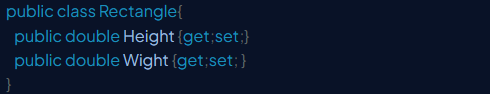 public class Rectangle{
public double Height {get;set;}
public double Wight {get;set; }
}